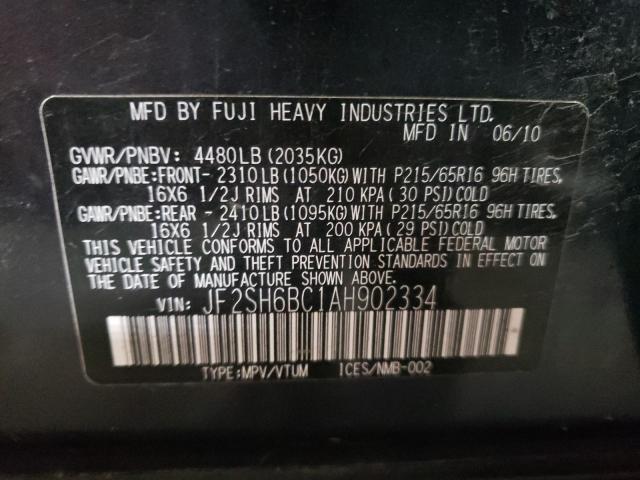 MFD BY FUJI HEAVY INDUSTRIES LTD.
MFD IN 06/10
GVWR/PNBV: 4480LB (2035KG)
GAWR/PNBE:FRONT- 2310 LB (1050KG) WITH P215/65R16 96H TIRES,
16X6 1/2J RIMS AT 210 KPA (30 PSI) COLD
GAWR/PNBE:REAR - 2410 LB (1095KG) WITH P215/65R16 96H TIRES,
16X6 1/2J RIMS AT 200 KPA (29 PSI) COLD
THIS VEHICLE CONFORMS TO ALL APPLICABLE FEDERAL MOTOR
VEHICLE SAFETY AND THEFT PREVENTION STANDARDS IN EFFECT ON
THE DATE OF MANUFACTURE SHOWN ABOVE.
VIN: JF2SH6BC1AH902334
TYPE:MPV/VTUM ICES/NMB-002